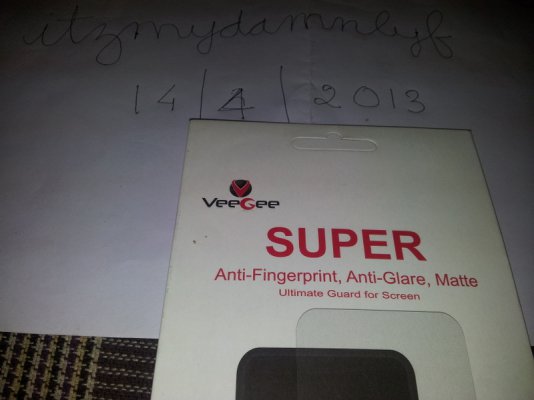 itzmydamnlyf
14 | 4 | 2013
VeeGee
SUPER
Anti-Fingerprint, Anti-Glare, Matte
Ultimate Guard for Screen